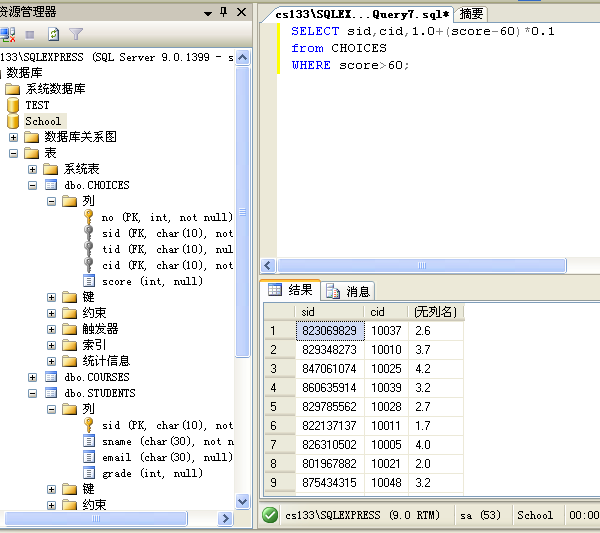 资源管理器
cs133\SQLEX...Query7.sql* 摘要
SELECT sid,cid,1.0+(score-60)*0.1
from CHOICES
WHERE score>60;
133\SQLEXPRESS (SQL Server 9.0.1399 - s
数据库
系统数据库
TEST
School
数据库关系图
表
系统表
dbo.CHOICES
列
no (PK, int, not null)
sid (FK, char(10), not
tid (FK, char(10), nul
cid (FK, char(10), not
score (int, null)
键
约束
触发器
索引
统计信息
dbo.COURSES
dbo.STUDENTS
列
sid (PK, char(10), not
sname (char(30), not n
email (char(30), null)
grade (int, null)
键
约束
结果 消息
sid cid (无列名)
1 823069829 10037 2.6
2 829348273 10010 3.7
3 847061074 10025 4.2
4 860635914 10039 3.2
5 829785562 10028 2.7
6 822137137 10011 1.7
7 826310502 10005 4.0
8 801967882 10021 2.0
9 875434315 10048 3.2
cs133\SQLEXPRESS (9.0 RTM) sa (53) School 00:00